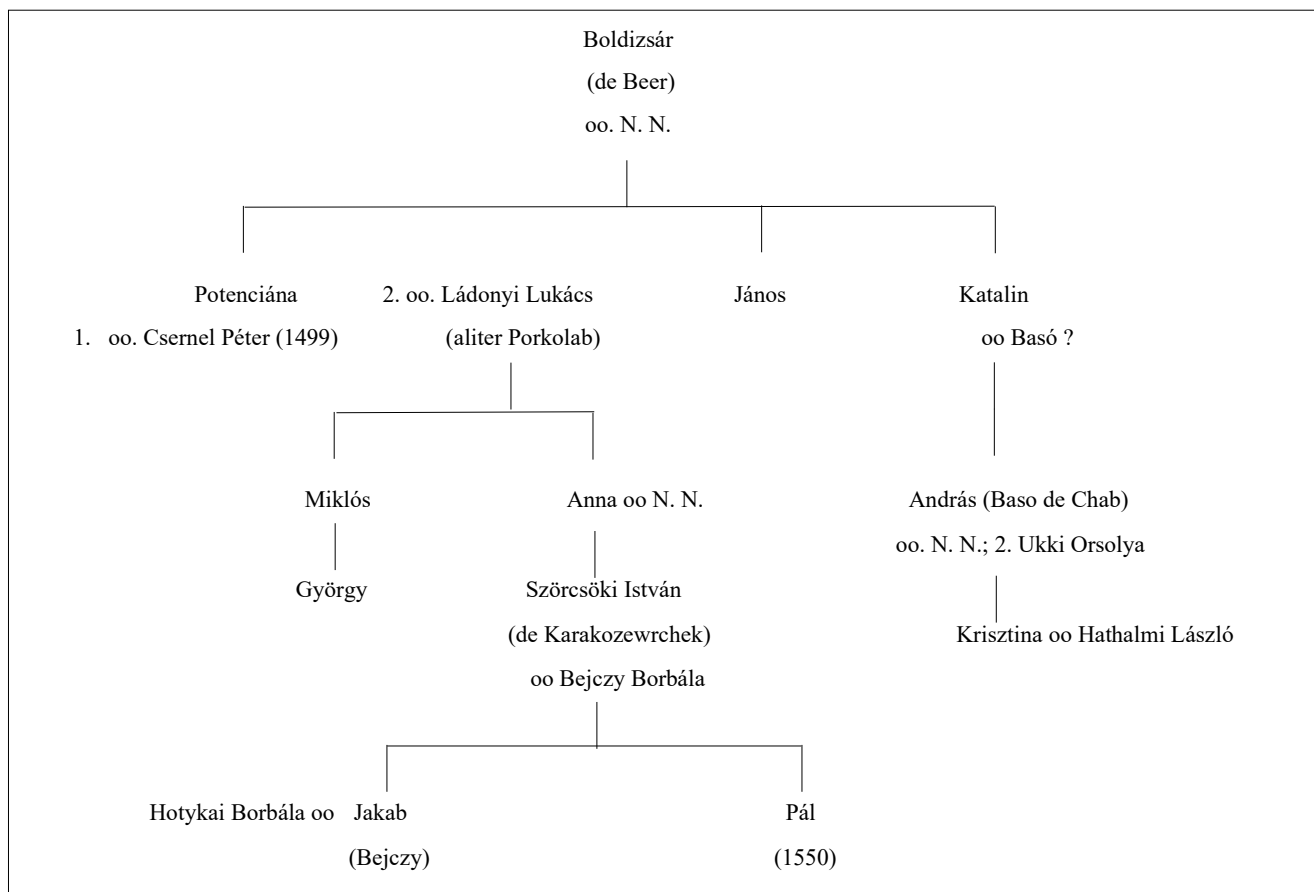 Boldizsár
(de Beer)
oo. N. N.
Potenciána 2. oo. Ládonyi Lukács János Katalin
1. oo. Csernel Péter (1499) (aliter Porkolab) oo Basó ?
Miklós Anna oo N. N. András (Baso de Chab)
oo. N. N.; 2. Ukki Orsolya
György Szörcsöki István
(de Karakozewrchek) Krisztina oo Hathalmi László
oo Bejczy Borbála
Hotykai Borbála oo Jakab Pál
(Bejczy) (1550)